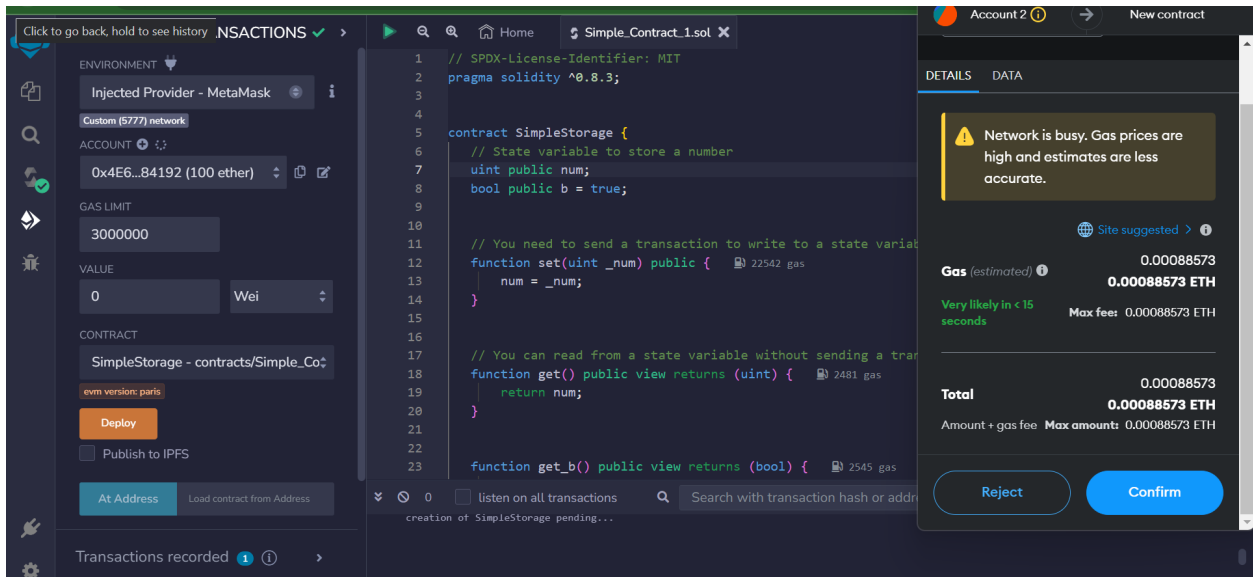 Click to go back, hold to see history
NSACTIONS
ENVIRONMENT
Injected Provider - MetaMask
i
Custom (5777) network
ACCOUNT
0x4E6...84192 (100 ether)
GAS LIMIT
3000000
VALUE
0
Wei
CONTRACT
SimpleStorage - contracts/Simple_Co
evm version: paris
Deploy
Publish to IPFS
At Address
Load contract from Address
Transactions recorded 1 i
Home
Simple_Contract_1.sol
1 // SPDX-License-Identifier: MIT
2 pragma solidity ^0.8.3;
3
4
5 contract SimpleStorage {
6 // State variable to store a number
7 uint public num;
8 bool public b = true;
9
10
11 // You need to send a transaction to write to a state variab
12 function set(uint _num) public { 22542 gas
13 num = _num;
14 }
15
16
17 // You can read from a state variable without sending a tran
18 function get() public view returns (uint) { 2481 gas
19 return num;
20 }
21
22
23 function get_b() public view returns (bool) { 2545 gas
0
listen on all transactions
Search with transaction hash or addre
creation of SimpleStorage pending...
Account 2
New contract
DETAILS
DATA
Network is busy. Gas prices are
high and estimates are less
accurate.
Site suggested >
Gas (estimated)
0.00088573
0.00088573 ETH
Very likely in < 15
seconds
Max fee: 0.00088573 ETH
Total
0.00088573
0.00088573 ETH
Amount + gas fee Max amount: 0.00088573 ETH
Reject
Confirm